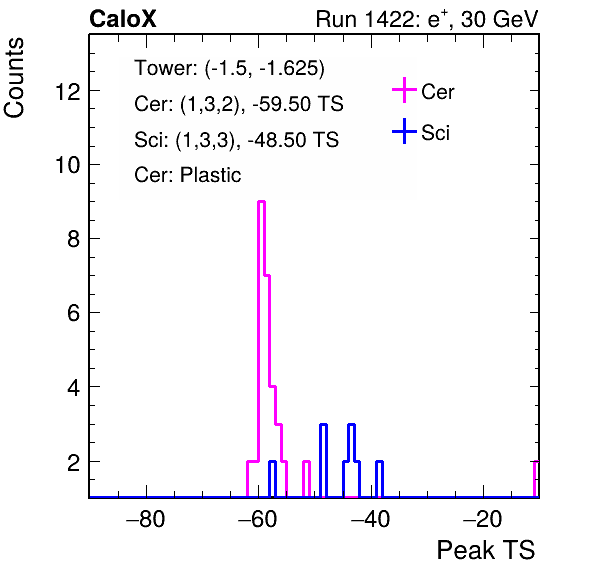 CaloX
Run 1422: e+, 30 GeV
Counts
Tower: (-1.5, -1.625)
Cer: (1,3,2), -59.50 TS
Sci: (1,3,3), -48.50 TS
Cer: Plastic
Cer
Sci
12
10
8
6
4
2
−80
−60
−40
−20
Peak TS